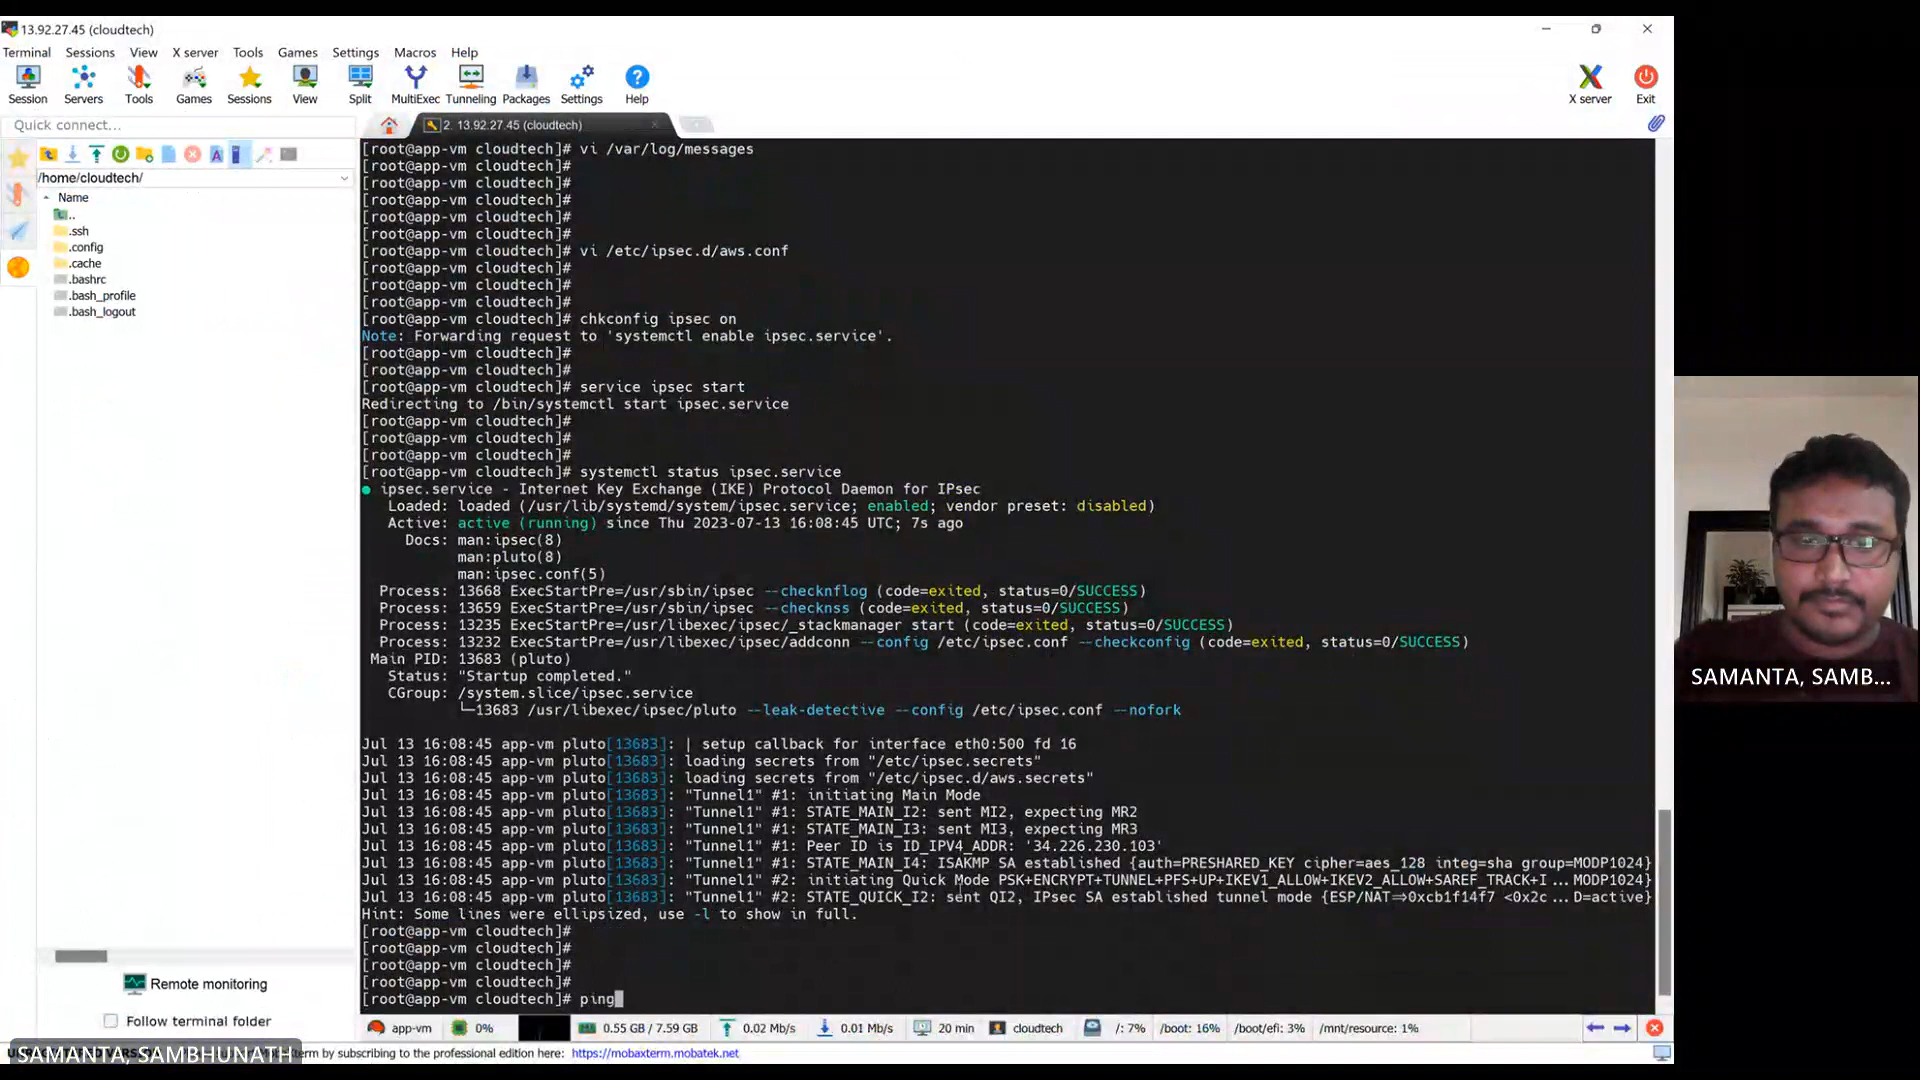 13.92.27.45 (cloudtech)
Terminal Sessions View X server Tools Games Settings Macros Help
Session Servers Tools Games Sessions View Split MultiExec Tunneling Packages Settings Help X server Exit
Quick connect...
2. 13.92.27.45 (cloudtech)
/home/cloudtech/
Name
..
.ssh
.config
.cache
.bashrc
.bash_profile
.bash_logout
[root@app-vm cloudtech]# vi /var/log/messages
[root@app-vm cloudtech]#
[root@app-vm cloudtech]#
[root@app-vm cloudtech]#
[root@app-vm cloudtech]#
[root@app-vm cloudtech]#
[root@app-vm cloudtech]# vi /etc/ipsec.d/aws.conf
[root@app-vm cloudtech]#
[root@app-vm cloudtech]#
[root@app-vm cloudtech]#
[root@app-vm cloudtech]# chkconfig ipsec on
Note: Forwarding request to 'systemctl enable ipsec.service'.
[root@app-vm cloudtech]#
[root@app-vm cloudtech]#
[root@app-vm cloudtech]# service ipsec start
Redirecting to /bin/systemctl start ipsec.service
[root@app-vm cloudtech]#
[root@app-vm cloudtech]#
[root@app-vm cloudtech]#
[root@app-vm cloudtech]# systemctl status ipsec.service
● ipsec.service - Internet Key Exchange (IKE) Protocol Daemon for IPsec
Loaded: loaded (/usr/lib/systemd/system/ipsec.service; enabled; vendor preset: disabled)
Active: active (running) since Thu 2023-07-13 16:08:45 UTC; 7s ago
Docs: man:ipsec(8)
man:pluto(8)
man:ipsec.conf(5)
Process: 13668 ExecStartPre=/usr/sbin/ipsec --checknflog (code=exited, status=0/SUCCESS)
Process: 13659 ExecStartPre=/usr/sbin/ipsec --checknss (code=exited, status=0/SUCCESS)
Process: 13235 ExecStartPre=/usr/libexec/ipsec/_stackmanager start (code=exited, status=0/SUCCESS)
Process: 13232 ExecStartPre=/usr/libexec/ipsec/addconn --config /etc/ipsec.conf --checkconfig (code=exited, status=0/SUCCESS)
Main PID: 13683 (pluto)
Status: "Startup completed."
CGroup: /system.slice/ipsec.service
└─13683 /usr/libexec/ipsec/pluto --leak-detective --config /etc/ipsec.conf --nofork
Jul 13 16:08:45 app-vm pluto[13683]: | setup callback for interface eth0:500 fd 16
Jul 13 16:08:45 app-vm pluto[13683]: loading secrets from "/etc/ipsec.secrets"
Jul 13 16:08:45 app-vm pluto[13683]: loading secrets from "/etc/ipsec.d/aws.secrets"
Jul 13 16:08:45 app-vm pluto[13683]: "Tunnel1" #1: initiating Main Mode
Jul 13 16:08:45 app-vm pluto[13683]: "Tunnel1" #1: STATE_MAIN_I2: sent MI2, expecting MR2
Jul 13 16:08:45 app-vm pluto[13683]: "Tunnel1" #1: STATE_MAIN_I3: sent MI3, expecting MR3
Jul 13 16:08:45 app-vm pluto[13683]: "Tunnel1" #1: Peer ID is ID_IPV4_ADDR: '34.226.230.103'
Jul 13 16:08:45 app-vm pluto[13683]: "Tunnel1" #1: STATE_MAIN_I4: ISAKMP SA established {auth=PRESHARED_KEY cipher=aes_128 integ=sha group=MODP1024}
Jul 13 16:08:45 app-vm pluto[13683]: "Tunnel1" #2: initiating Quick Mode PSK+ENCRYPT+TUNNEL+PFS+UP+IKEV1_ALLOW+IKEV2_ALLOW+SAREF_TRACK+I...MODP1024}
Jul 13 16:08:45 app-vm pluto[13683]: "Tunnel1" #2: STATE_QUICK_I2: sent QI2, IPsec SA established tunnel mode {ESP/NAT=>0xcb1f14f7 <0x2c...D=active}
Hint: Some lines were ellipsized, use -l to show in full.
[root@app-vm cloudtech]#
[root@app-vm cloudtech]#
[root@app-vm cloudtech]#
[root@app-vm cloudtech]#
[root@app-vm cloudtech]# ping
Remote monitoring
Follow terminal folder
app-vm 0% 0.55 GB / 7.59 GB 0.02 Mb/s 0.01 Mb/s 20 min cloudtech /: 7% /boot: 16% /boot/efi: 3% /mnt/resource: 1%
SAMANTA, SAMBHUNATH
term by subscribing to the professional edition here: https://mobaxterm.mobatek.net
SAMANTA, SAMB...